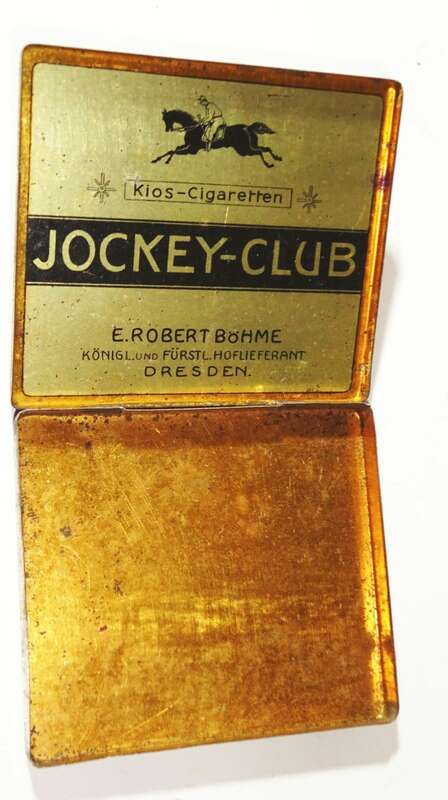 Kios-Cigaretten
JOCKEY-CLUB
E. ROBERT BÖHME
KÖNIGL. UND FÜRSTL. HOFLIEFERANT
DRESDEN.